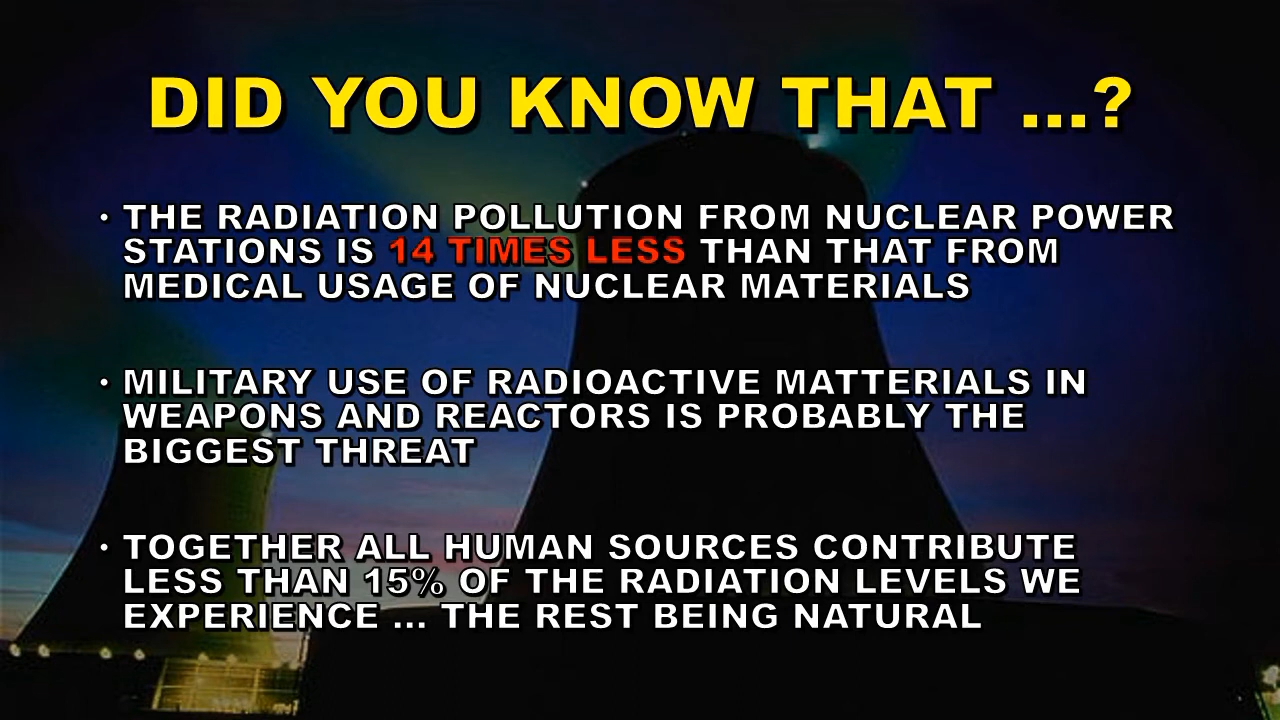 DID YOU KNOW THAT ...?
• THE RADIATION POLLUTION FROM NUCLEAR POWER
STATIONS IS 14 TIMES LESS THAN THAT FROM
MEDICAL USAGE OF NUCLEAR MATERIALS
• MILITARY USE OF RADIOACTIVE MATTERIALS IN
WEAPONS AND REACTORS IS PROBABLY THE
BIGGEST THREAT
• TOGETHER ALL HUMAN SOURCES CONTRIBUTE
LESS THAN 15% OF THE RADIATION LEVELS WE
EXPERIENCE ... THE REST BEING NATURAL